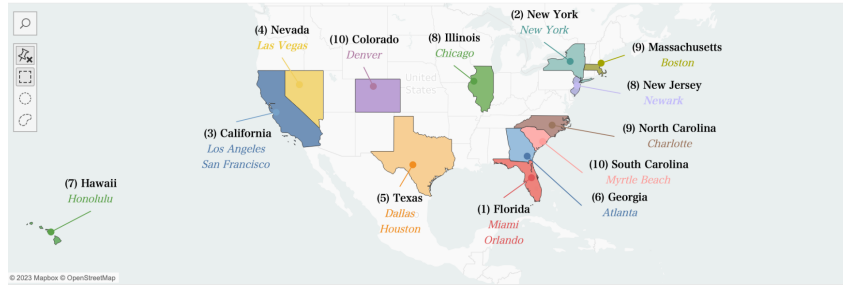 (2) New York
New York
(4) Nevada
Las Vegas
(10) Colorado
Denver
(8) Illinois
Chicago
(9) Massachusetts
Boston
United
States
(8) New Jersey
Newark
(3) California
Los Angeles
San Francisco
(9) North Carolina
Charlotte
(10) South Carolina
Myrtle Beach
(7) Hawaii
Honolulu
(5) Texas
Dallas
Houston
(6) Georgia
Atlanta
(1) Florida
Miami
Orlando
© 2023 Mapbox © OpenStreetMap